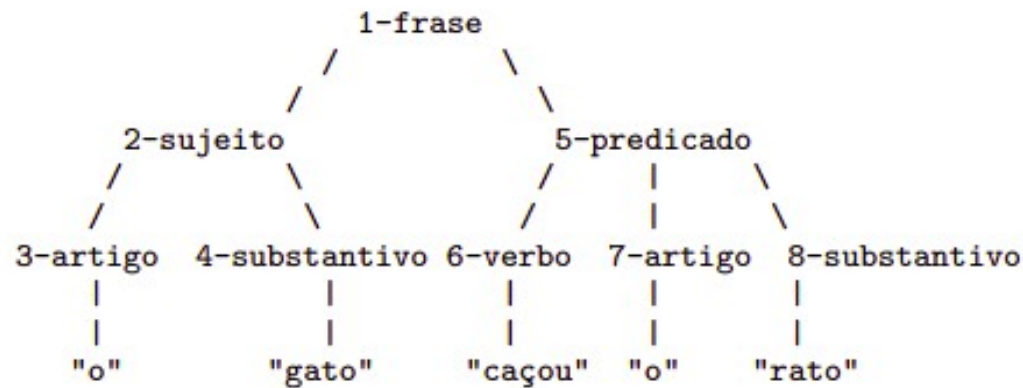 1-frase
2-sujeito 5-predicado
3-artigo 4-substantivo 6-verbo 7-artigo 8-substantivo
"o" "gato" "caçou" "o" "rato"